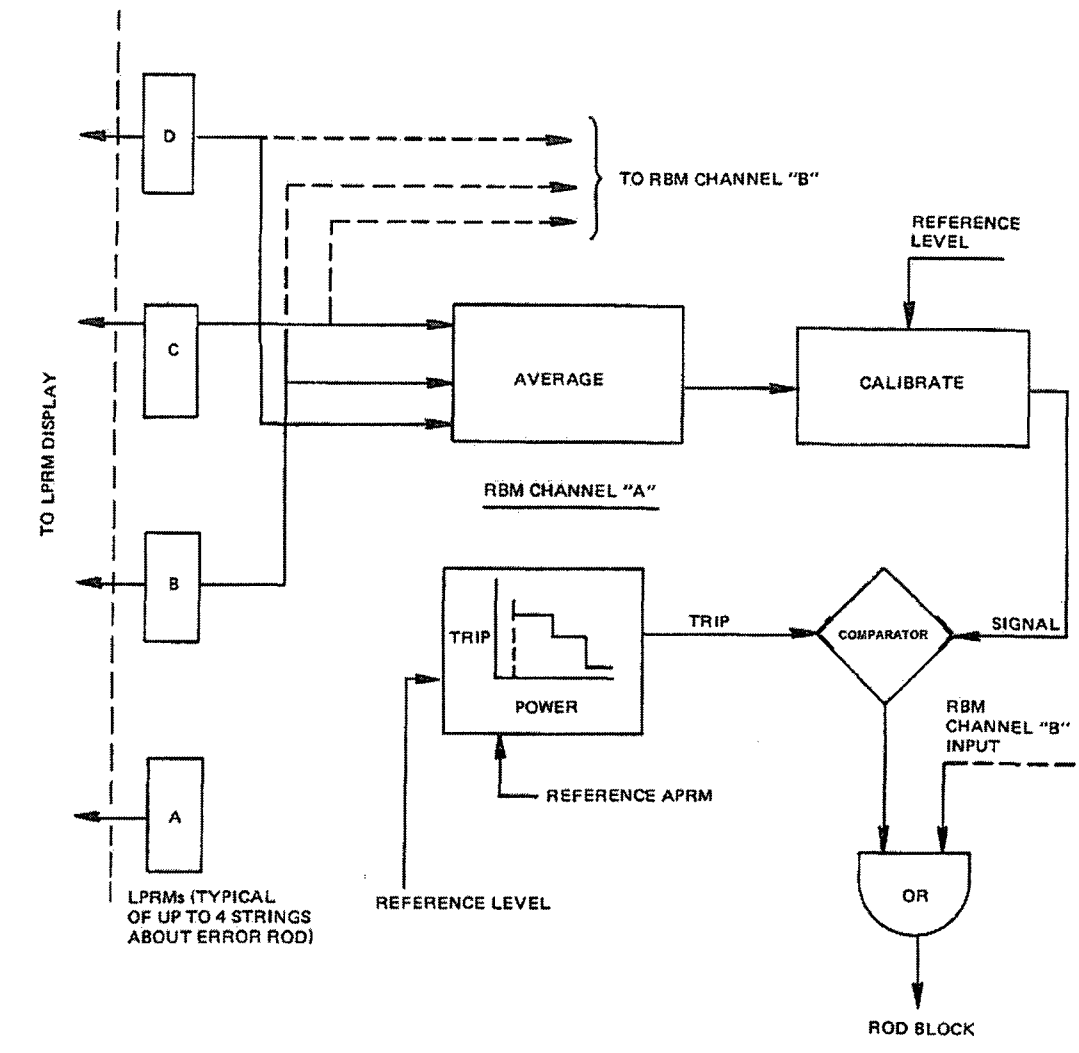 D
TO RBM CHANNEL "B"
REFERENCE
LEVEL
C
AVERAGE
CALIBRATE
TO LPRM DISPLAY
RBM CHANNEL "A"
B
TRIP
POWER
TRIP
COMPARATOR
SIGNAL
RBM
CHANNEL "B"
INPUT
REFERENCE APRM
A
LPRMs (TYPICAL
OF UP TO 4 STRINGS
ABOUT ERROR ROD)
REFERENCE LEVEL
OR
ROD BLOCK